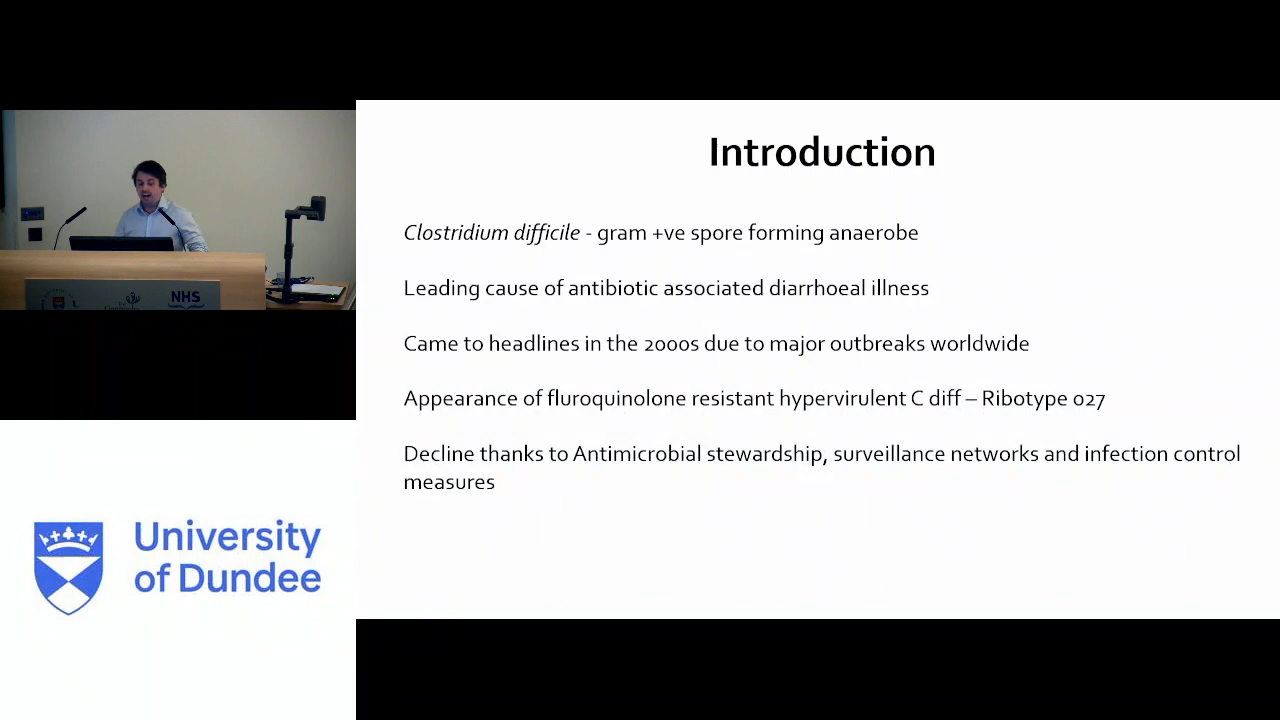 Introduction
Clostridium difficile - gram +ve spore forming anaerobe
Leading cause of antibiotic associated diarrhoeal illness
Came to headlines in the 2000s due to major outbreaks worldwide
Appearance of fluroquinolone resistant hypervirulent C diff – Ribotype 027
Decline thanks to Antimicrobial stewardship, surveillance networks and infection control
measures
NHS
University
of Dundee